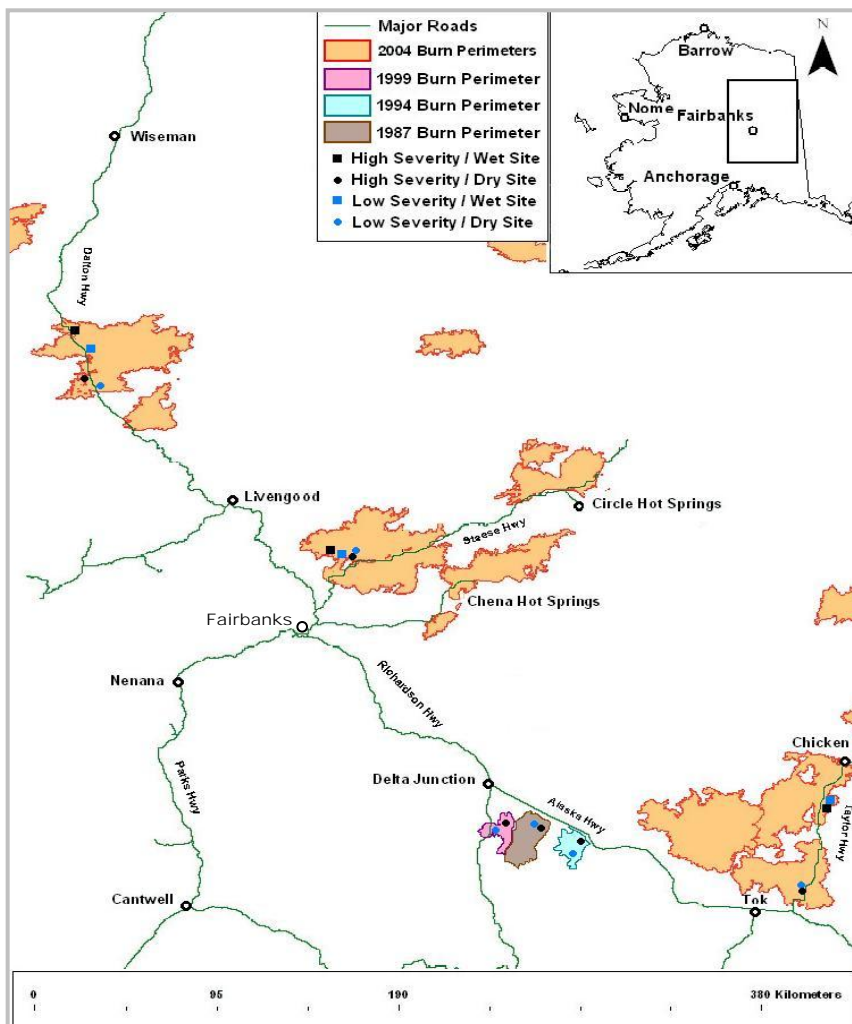 Major Roads
2004 Burn Perimeters
1999 Burn Perimeter
1994 Burn Perimeter
1987 Burn Perimeter
High Severity / Wet Site
High Severity / Dry Site
Low Severity / Wet Site
Low Severity / Dry Site
N
Barrow
Nome
Fairbanks
Anchorage
Wiseman
Dalton Hwy
Livengood
Circle Hot Springs
Steese Hwy
Chena Hot Springs
Fairbanks
Nenana
Richardson Hwy
Parks Hwy
Chicken
Delta Junction
Alaska Hwy
Taylor Hwy
Cantwell
Tok
0 95 190 380 Kilometers